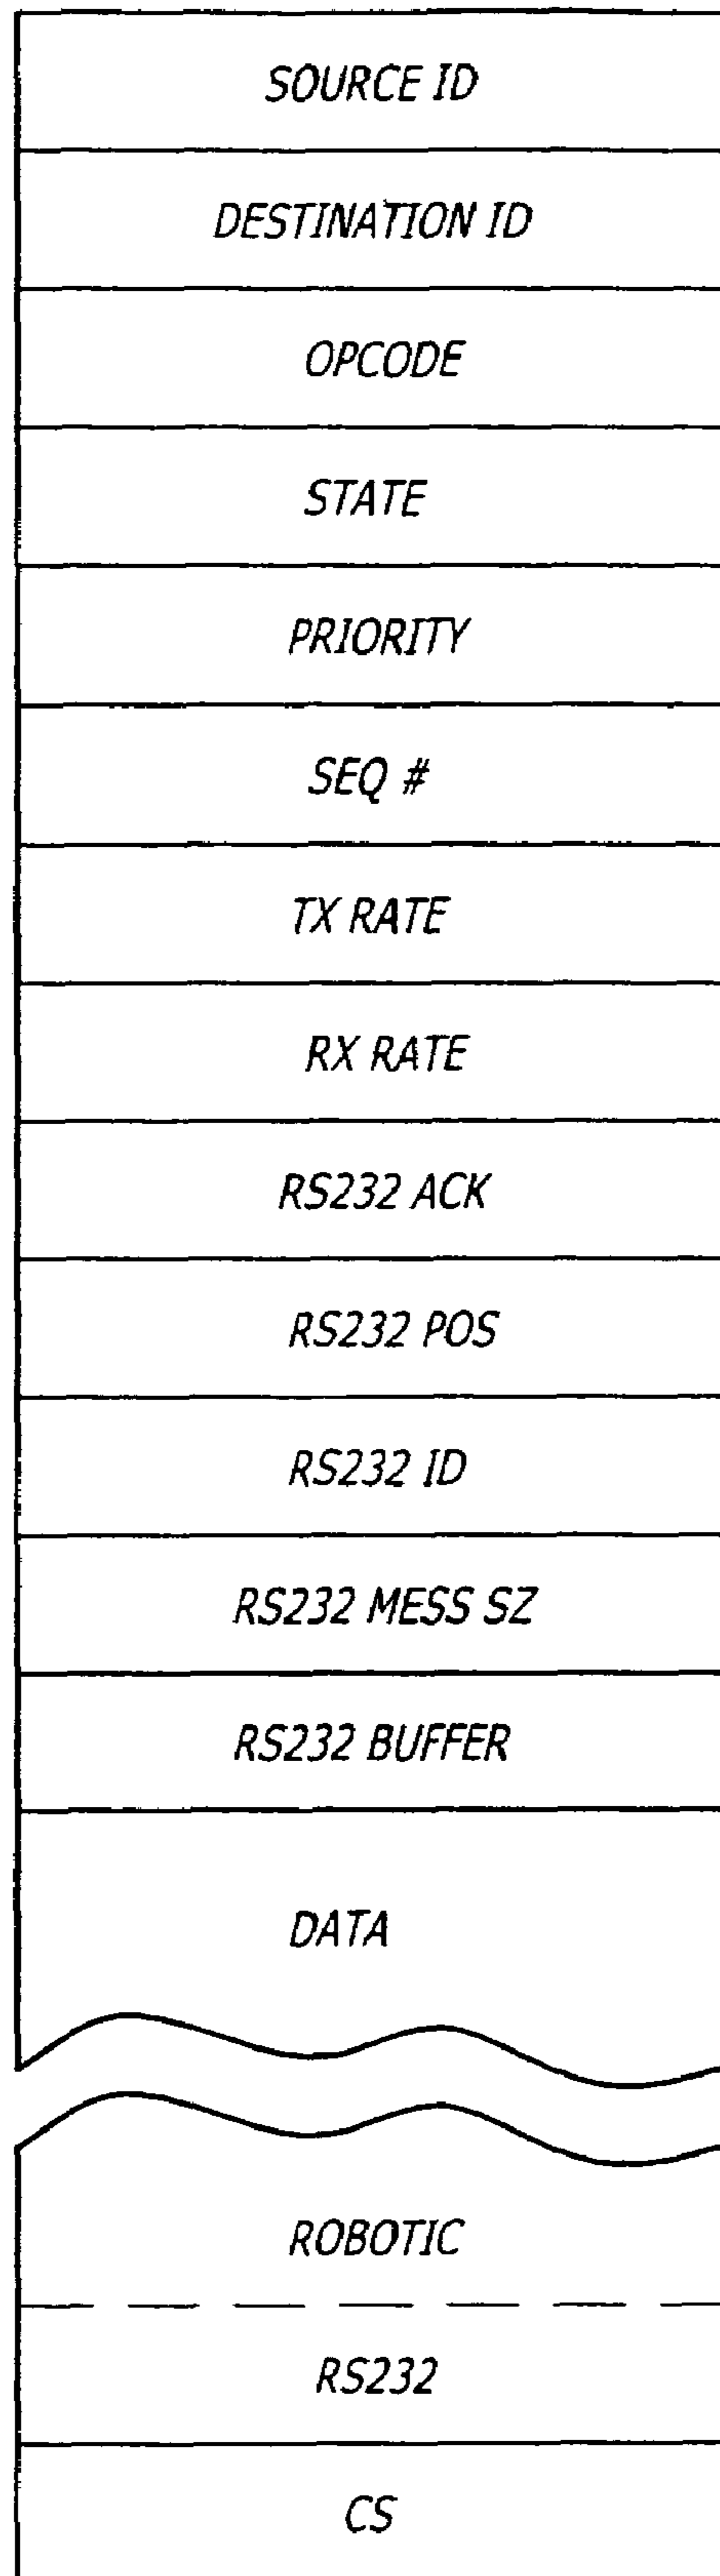 SOURCE ID
DESTINATION ID
OPCODE
STATE
PRIORITY
SEQ #
TX RATE
RX RATE
RS232 ACK
RS232 POS
RS232 ID
RS232 MESS SZ
RS232 BUFFER
DATA
ROBOTIC
RS232
CS